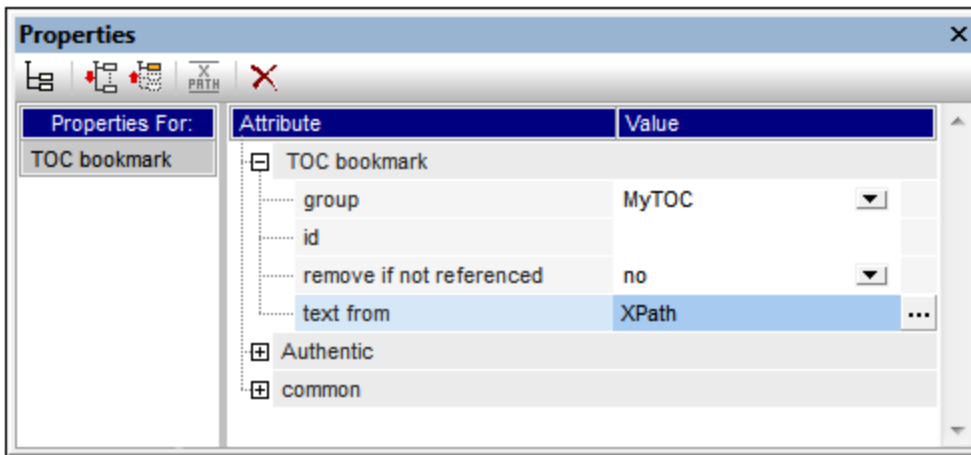 Properties
X
PATH
Properties For: Attribute Value
TOC bookmark TOC bookmark
group MyTOC
id
remove if not referenced no
text from XPath ...
Authentic
common